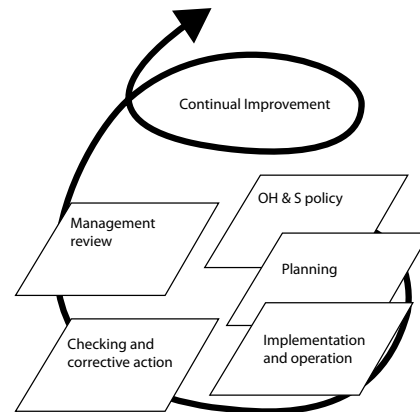 Continual Improvement
OH & S policy
Management
review
Planning
Checking and
corrective action
Implementation
and operation